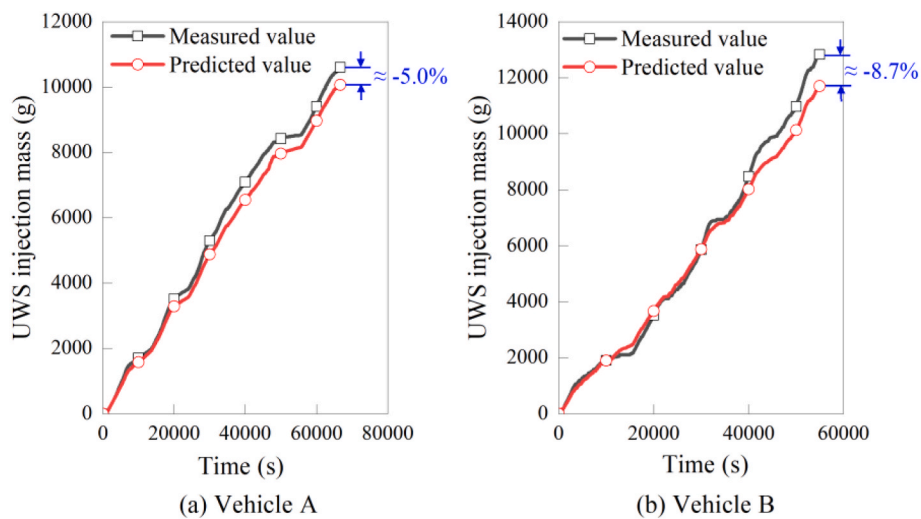 12000
10000
8000
6000
4000
2000
0
UWS injection mass (g)
Measured value
Predicted value
≈ -5.0%
0 20000 40000 60000 80000
Time (s)
(a) Vehicle A
14000
12000
10000
8000
6000
4000
2000
0
UWS injection mass (g)
Measured value
Predicted value
≈ -8.7%
0 20000 40000 60000
Time (s)
(b) Vehicle B